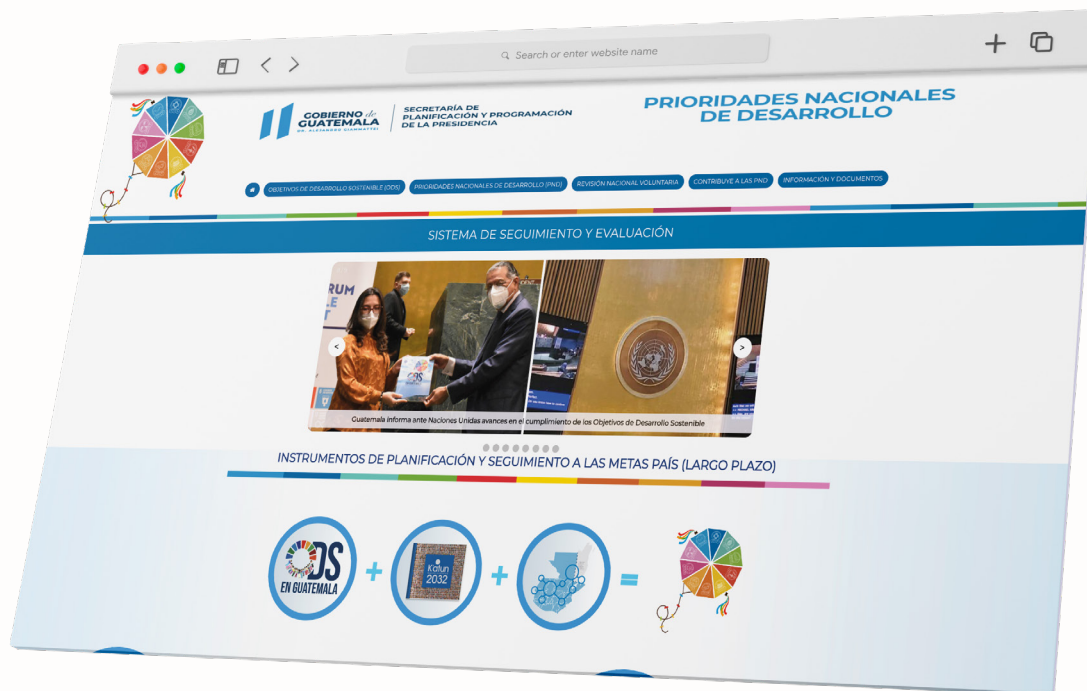 Search or enter website name
GOBIERNO de
GUATEMALA
DR. ALEJANDRO GIAMMATTEI
SECRETARÍA DE
PLANIFICACIÓN Y PROGRAMACIÓN
DE LA PRESIDENCIA
PRIORIDADES NACIONALES
DE DESARROLLO
OBJETIVOS DE DESARROLLO SOSTENIBLE (ODS)
PRIORIDADES NACIONALES DE DESARROLLO (PND)
REVISIÓN NACIONAL VOLUNTARIA
CONTRIBUYE A LAS PND
INFORMACIÓN Y DOCUMENTOS
SISTEMA DE SEGUIMIENTO Y EVALUACIÓN
RUM
LE
T
ODS
Guatemala informa ante Naciones Unidas avances en el cumplimiento de los Objetivos de Desarrollo Sostenible
INSTRUMENTOS DE PLANIFICACIÓN Y SEGUIMIENTO A LAS METAS PAÍS (LARGO PLAZO)
ODS
EN GUATEMALA
+
K'atun
2032
+
=